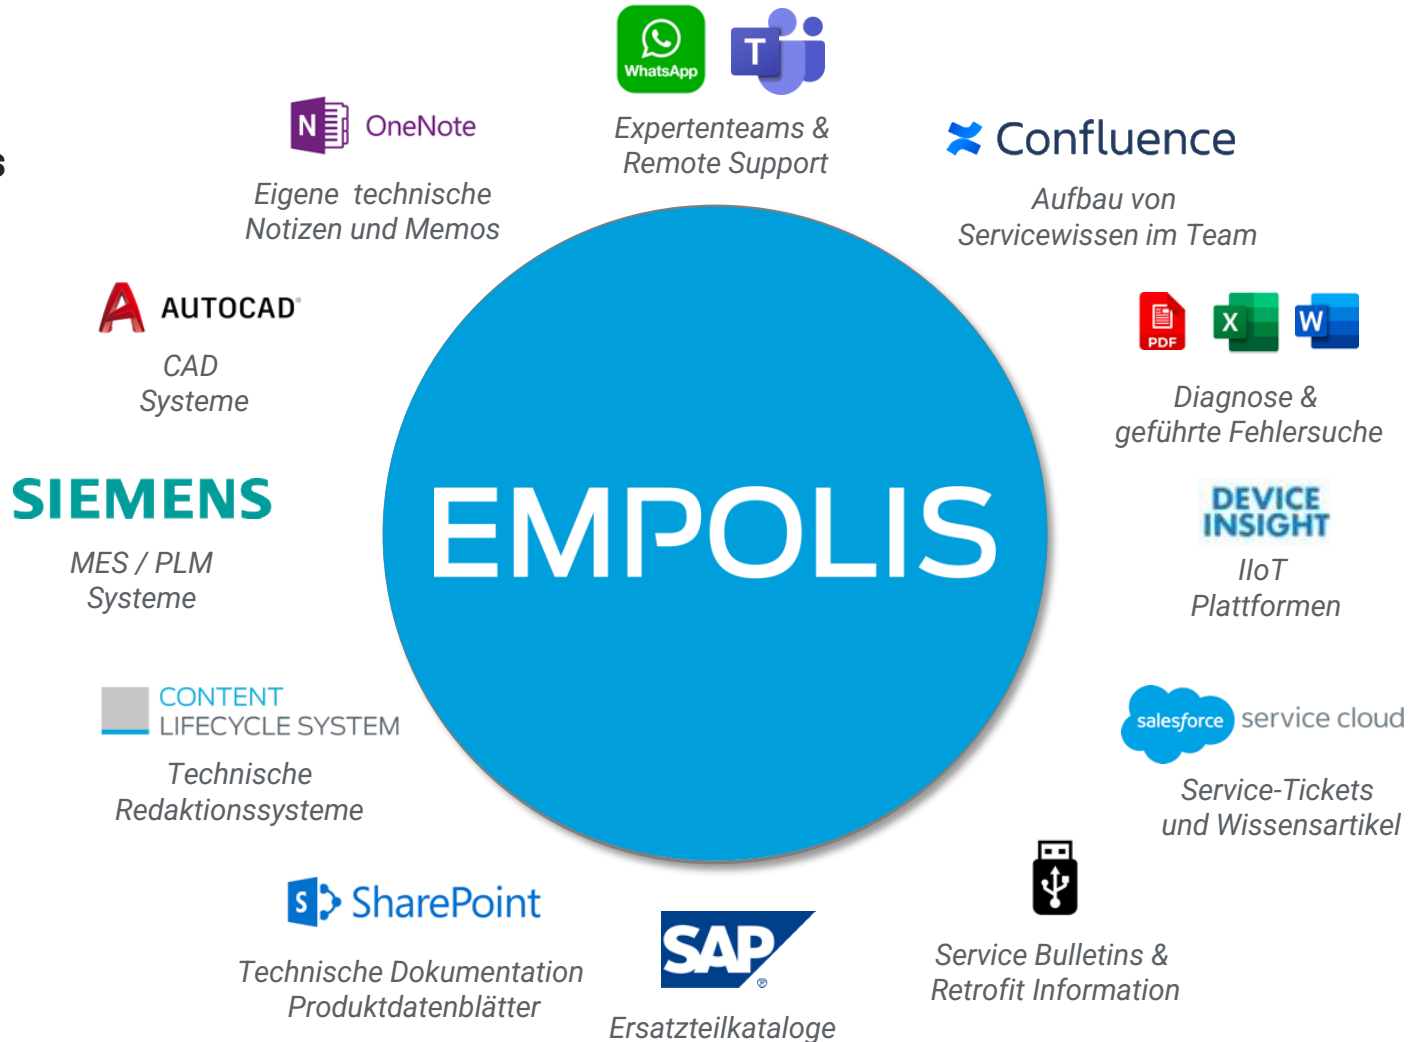 WhatsApp
T
N OneNote
Expertenteams &
Remote Support
Confluence
s
Eigene technische
Notizen und Memos
Aufbau von
Servicewissen im Team
AUTOCAD®
PDF
X
W
CAD
Systeme
Diagnose &
geführte Fehlersuche
SIEMENS
EMPOLIS
DEVICE
INSIGHT
MES / PLM
Systeme
IIoT
Plattformen
CONTENT
LIFECYCLE SYSTEM
salesforce service cloud
Technische
Redaktionssysteme
Service-Tickets
und Wissensartikel
S SharePoint
SAP®
Technische Dokumentation
Produktdatenblätter
Service Bulletins &
Retrofit Information
Ersatzteilkataloge